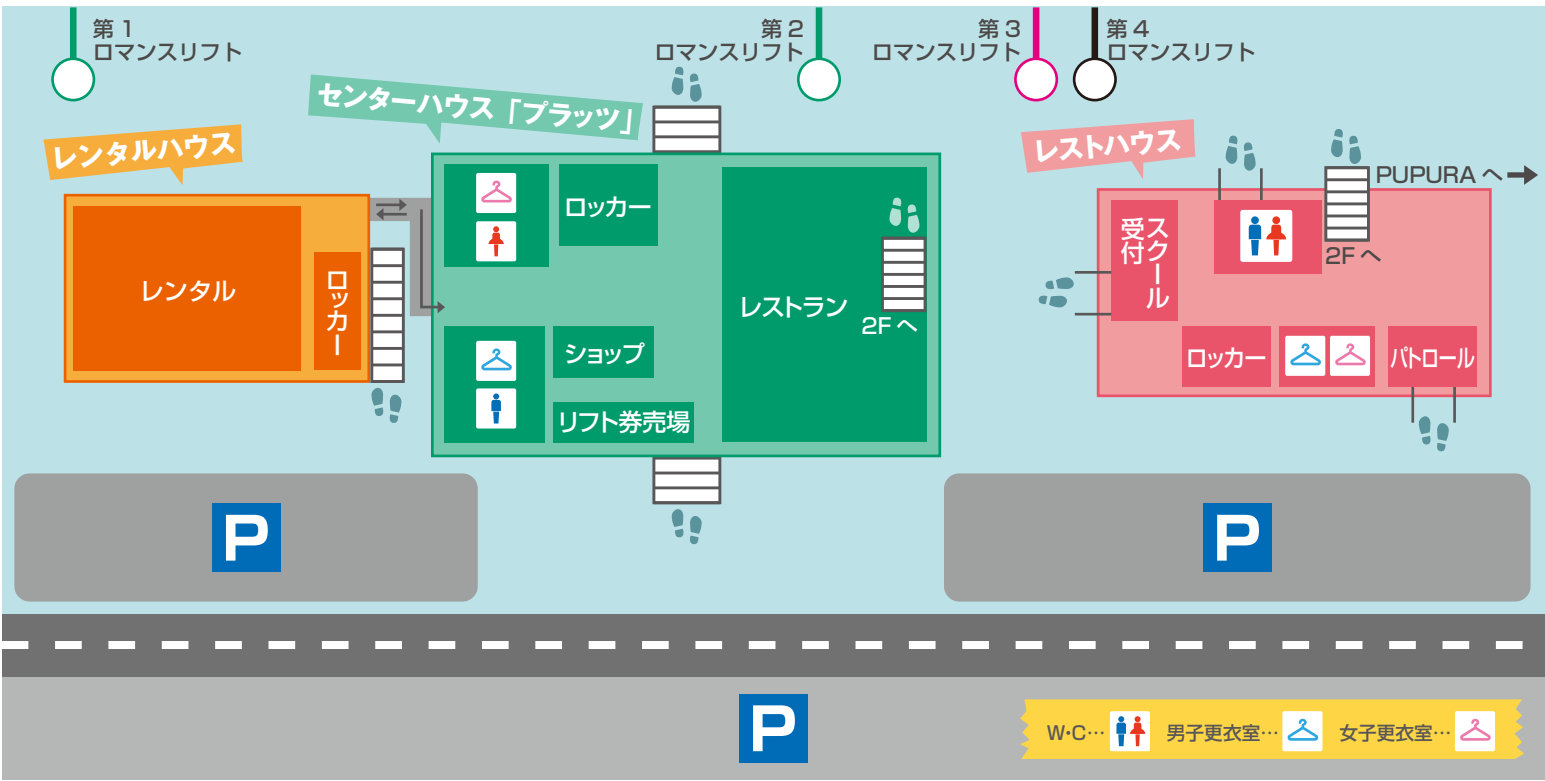 第1
ロマンスリフト
第2
ロマンスリフト
第3
ロマンスリフト
第4
ロマンスリフト
センターハウス「プラッツ」
レンタルハウス
レストハウス
PUPURA へ
ロッカー
レンタル
ロッカー
レストラン
2F へ
ショップ
リフト券売場
スクール
受付
2F へ
ロッカー
パトロール
P
P
P
W・C…
男子更衣室…
女子更衣室…